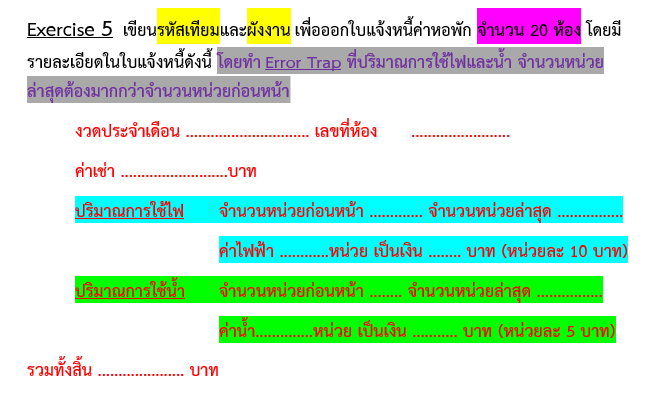 Exercise 5 เขียนรหัสเทียมและผังงาน เพื่อออกใบแจ้งหนี้ค่าหอพัก จำนวน 20 ห้อง โดยมี
รายละเอียดในใบแจ้งหนี้ดังนี้ โดยทำ Error Trap ที่ปริมาณการใช้ไฟและน้ำ จำนวนหน่วย
ล่าสุดต้องมากกว่าจำนวนหน่วยก่อนหน้า
งวดประจำเดือน .............................. เลขที่ห้อง ........................
ค่าเช่า ..........................บาท
ปริมาณการใช้ไฟ จำนวนหน่วยก่อนหน้า ............. จำนวนหน่วยล่าสุด ................
ค่าไฟฟ้า ............หน่วย เป็นเงิน ........ บาท (หน่วยละ 10 บาท)
ปริมาณการใช้น้ำ จำนวนหน่วยก่อนหน้า ........ จำนวนหน่วยล่าสุด ................
ค่าน้ำ..............หน่วย เป็นเงิน ........... บาท (หน่วยละ 5 บาท)
รวมทั้งสิ้น ..................... บาท